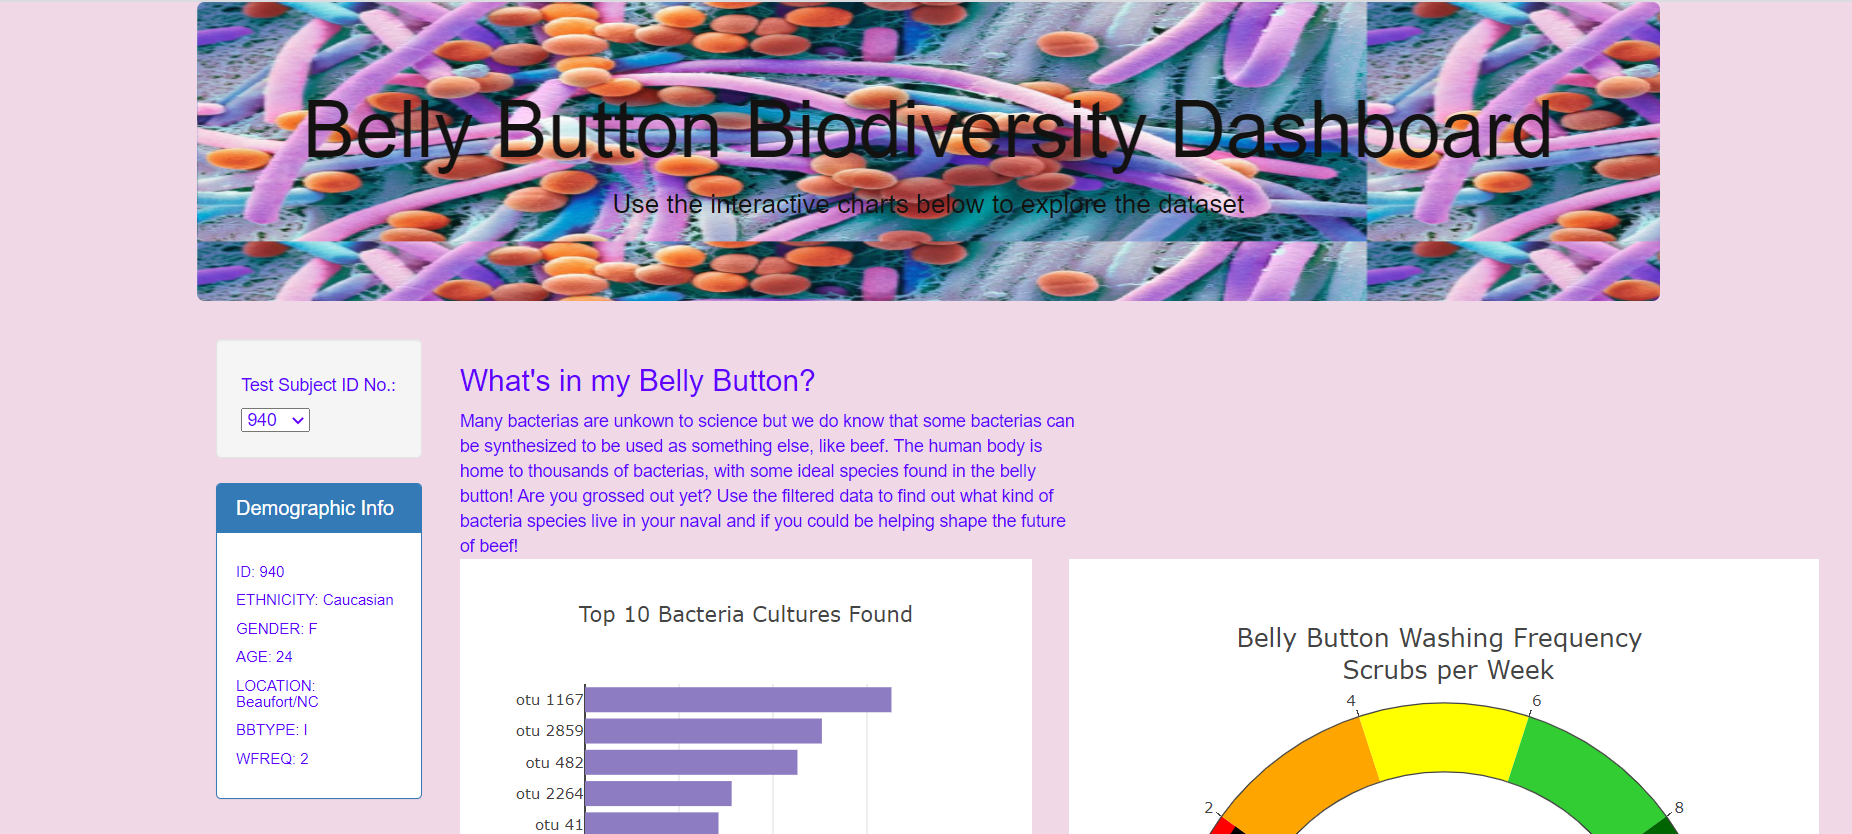 Belly Button Biodiversity Dashboard
Use the interactive charts below to explore the dataset
Test Subject ID No.:
940
Demographic Info
ID: 940
ETHNICITY: Caucasian
GENDER: F
AGE: 24
LOCATION:
Beaufort/NC
BBTYPE: I
WFREQ: 2
What's in my Belly Button?
Many bacterias are unkown to science but we do know that some bacterias can
be synthesized to be used as something else, like beef. The human body is
home to thousands of bacterias, with some ideal species found in the belly
button! Are you grossed out yet? Use the filtered data to find out what kind of
bacteria species live in your naval and if you could be helping shape the future
of beef!
Top 10 Bacteria Cultures Found
otu 1167
otu 2859
otu 482
otu 2264
otu 41
Belly Button Washing Frequency
Scrubs per Week
4
6
2
8